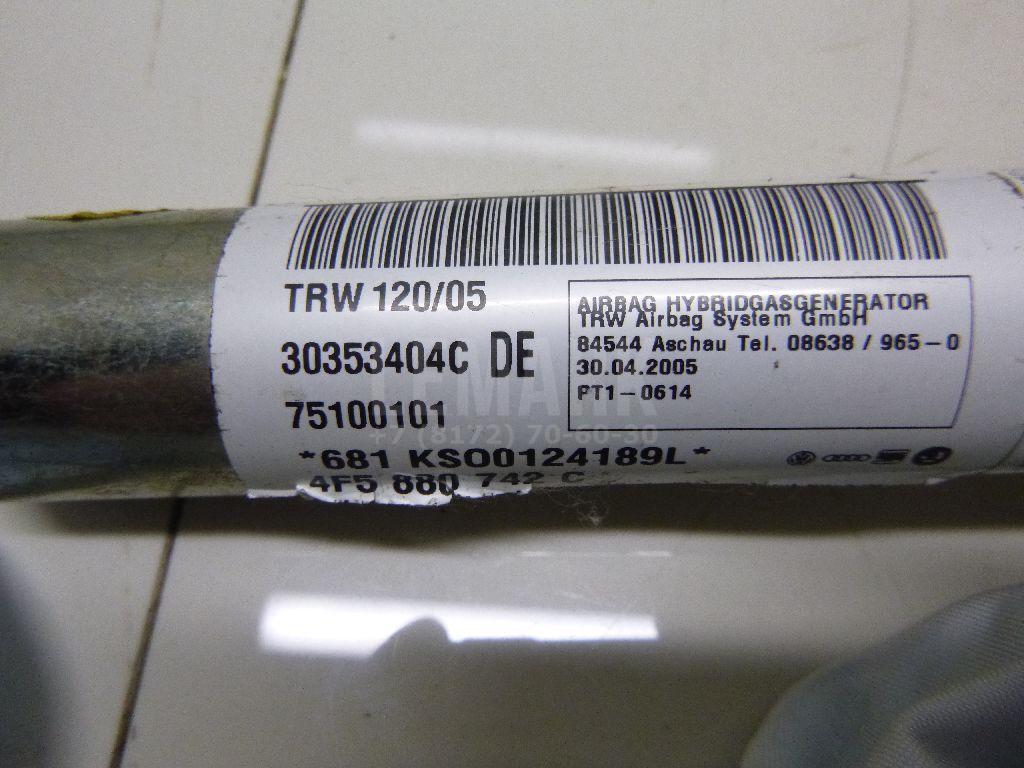 TRW 120/05
30353404C DE
75100101
*681 KSO0124189L*
4F5 880 742 C
AIRBAG HYBRIDGASGENERATOR
TRW Airbag System GmbH
84544 Aschau Tel. 08638 / 965-0
30.04.2005
PT1-0614
LEMARK
+7 (8172) 70-60-30